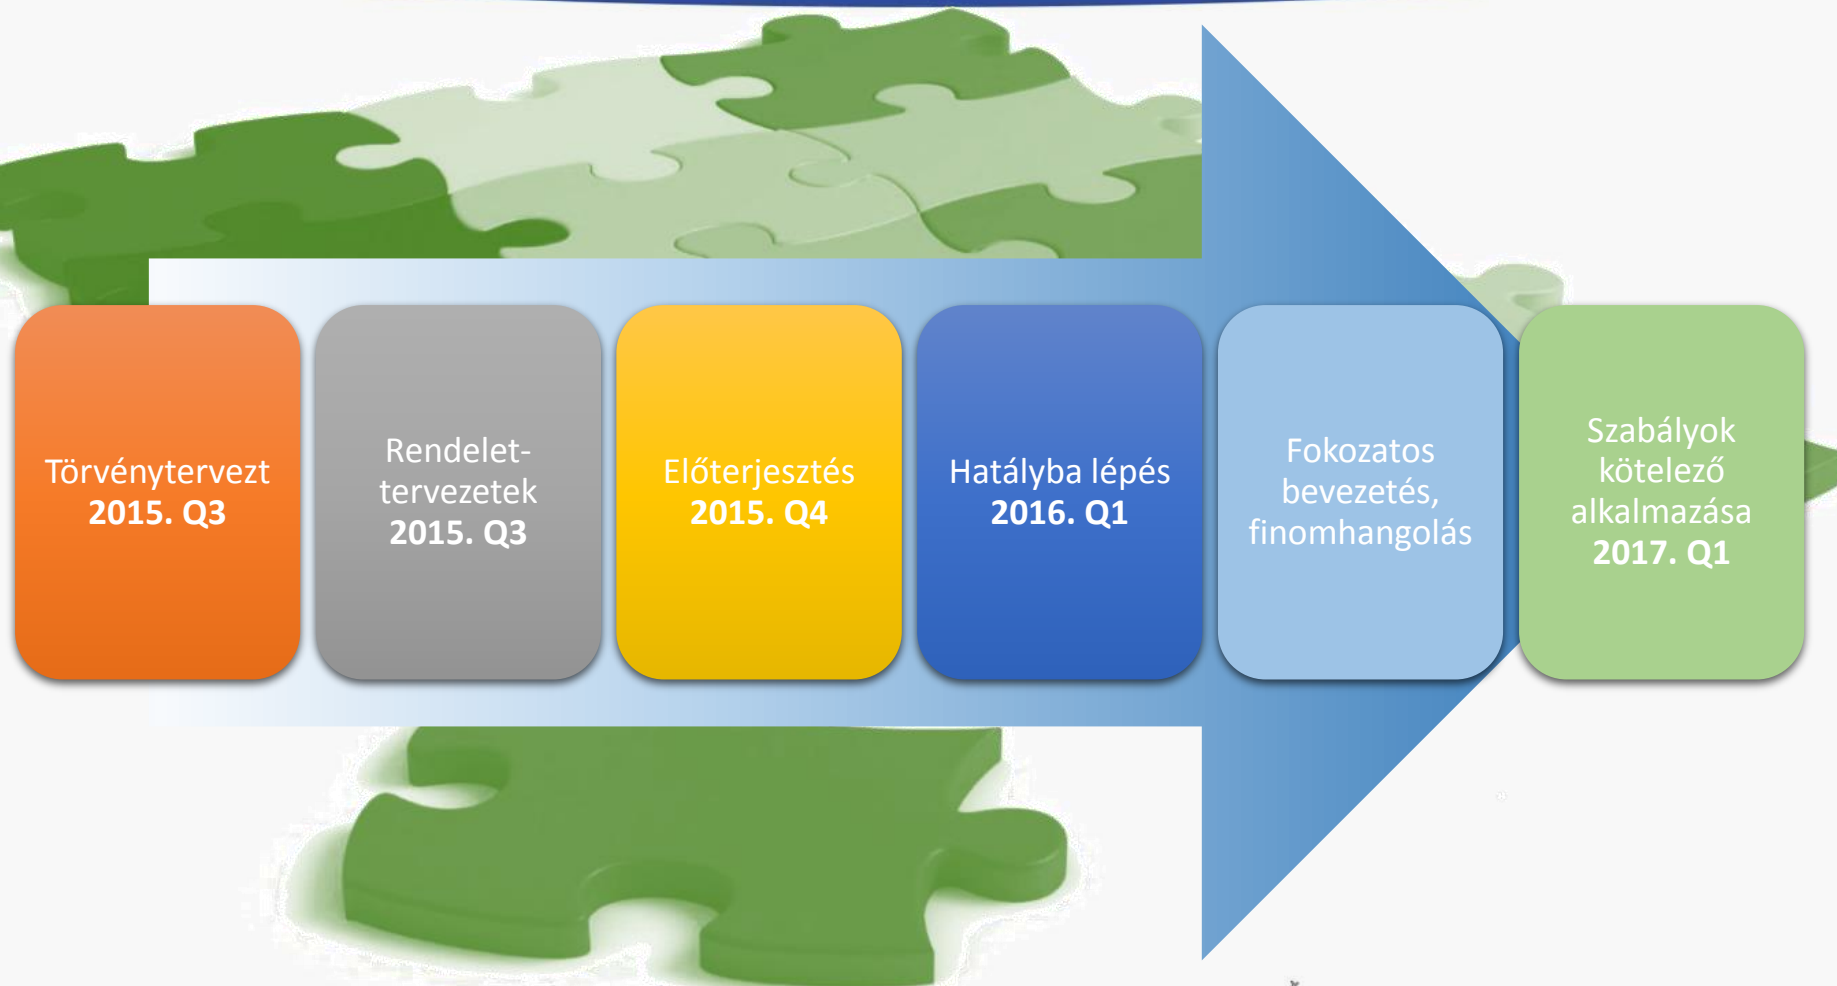 Törvénytervezt
2015. Q3
Rendelet-
tervezetek
2015. Q3
Előterjesztés
2015. Q4
Hatályba lépés
2016. Q1
Fokozatos
bevezetés,
finomhangolás
Szabályok
kötelező
alkalmazása
2017. Q1